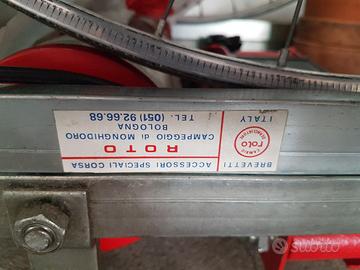 BREVETTI ACCESSORI SPECIALI CORSA
roto
ITALY
ROTO
CAMPEGGIO di MONGHIDORO
BOLOGNA
TEL. (051) 92.66.68
subito